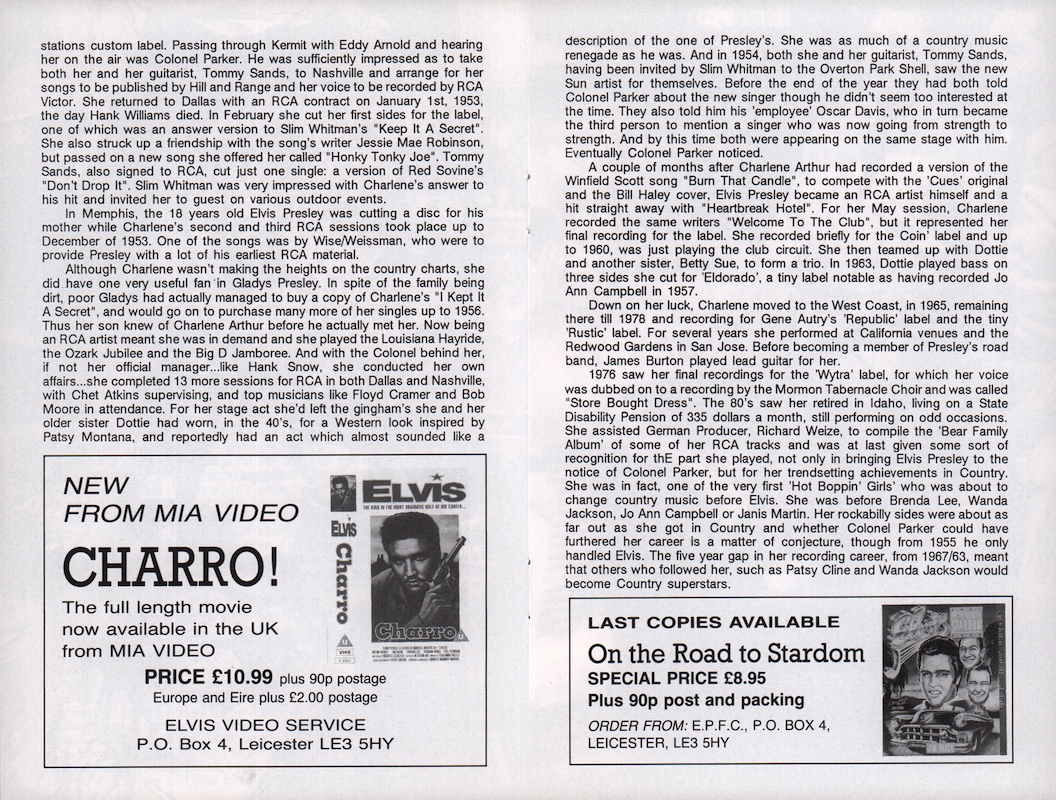 stations custom label. Passing through Kermit with Eddy Arnold and hearing
her on the air was Colonel Parker. He was sufficiently impressed as to take
both her and her guitarist, Tommy Sands, to Nashville and arrange for her
songs to be published by Hill and Range and her voice to be recorded by RCA
Victor. She returned to Dallas with an RCA contract on January 1st, 1953,
the day Hank Williams died. In February she cut her first sides for the label,
one of which was an answer version to Slim Whitman's "Keep It A Secret".
She also struck up a friendship with the song's writer Jessie Mae Robinson,
but passed on a new song she offered her called "Honky Tonky Joe". Tommy
Sands, also signed to RCA, cut just one single: a version of Red Sovine's
"Don't Drop It". Slim Whitman was very impressed with Charlene's answer to
his hit and invited her to guest on various outdoor events.
In Memphis, the 18 years old Elvis Presley was cutting a disc for his
mother while Charlene's second and third RCA sessions took place up to
December of 1953. One of the songs was by Wise/Weissman, who were to
provide Presley with a lot of his earliest RCA material.
Although Charlene wasn't making the heights on the country charts, she
did have one very useful fan in Gladys Presley. In spite of the family being
dirt, poor Gladys had actually managed to buy a copy of Charlene's "I Kept It
A Secret", and would go on to purchase many more of her singles up to 1956.
Thus her son knew of Charlene Arthur before he actually met her. Now being
an RCA artist meant she was in demand and she played the Louisiana Hayride,
the Ozark Jubilee and the Big D Jamboree. And with the Colonel behind her,
if not her official manager...like Hank Snow, she conducted her own
affairs...she completed 13 more sessions for RCA in both Dallas and Nashville,
with Chet Atkins supervising, and top musicians like Floyd Cramer and Bob
Moore in attendance. For her stage act she'd left the gingham's she and her
older sister Dottie had worn, in the 40's, for a Western look inspired by
Patsy Montana, and reportedly had an act which almost sounded like a
NEW
FROM MIA VIDEO
CHARRO!
The full length movie
now available in the UK
from MIA VIDEO
ELVIS
THE KING IN THE MOST DRAMATIC ROLE OF HIS CAREER...
ELVIS
Charro
U
VHS
Charro
PRICE £10.99 plus 90p postage
Europe and Eire plus £2.00 postage
ELVIS VIDEO SERVICE
P.O. Box 4, Leicester LE3 5HY
description of the one of Presley's. She was as much of a country music
renegade as he was. And in 1954, both she and her guitarist, Tommy Sands,
having been invited by Slim Whitman to the Overton Park Shell, saw the new
Sun artist for themselves. Before the end of the year they had both told
Colonel Parker about the new singer though he didn't seem too interested at
the time. They also told him his 'employee' Oscar Davis, who in turn became
the third person to mention a singer who was now going from strength to
strength. And by this time both were appearing on the same stage with him.
Eventually Colonel Parker noticed.
A couple of months after Charlene Arthur had recorded a version of the
Winfield Scott song "Burn That Candle", to compete with the 'Cues' original
and the Bill Haley cover, Elvis Presley became an RCA artist himself and a
hit straight away with "Heartbreak Hotel". For her May session, Charlene
recorded the same writers "Welcome To The Club", but it represented her
final recording for the label. She recorded briefly for the Coin' label and up
to 1960, was just playing the club circuit. She then teamed up with Dottie
and another sister, Betty Sue, to form a trio. In 1963, Dottie played bass on
three sides she cut for 'Eldorado', a tiny label notable as having recorded Jo
Ann Campbell in 1957.
Down on her luck, Charlene moved to the West Coast, in 1965, remaining
there till 1978 and recording for Gene Autry's 'Republic' label and the tiny
'Rustic' label. For several years she performed at California venues and the
Redwood Gardens in San Jose. Before becoming a member of Presley's road
band, James Burton played lead guitar for her.
1976 saw her final recordings for the 'Wytra' label, for which her voice
was dubbed on to a recording by the Mormon Tabernacle Choir and was called
"Store Bought Dress". The 80's saw her retired in Idaho, living on a State
Disability Pension of 335 dollars a month, still performing on odd occasions.
She assisted German Producer, Richard Weize, to compile the 'Bear Family
Album' of some of her RCA tracks and was at last given some sort of
recognition for thE part she played, not only in bringing Elvis Presley to the
notice of Colonel Parker, but for her trendsetting achievements in Country.
She was in fact, one of the very first 'Hot Boppin' Girls' who was about to
change country music before Elvis. She was before Brenda Lee, Wanda
Jackson, Jo Ann Campbell or Janis Martin. Her rockabilly sides were about as
far out as she got in Country and whether Colonel Parker could have
furthered her career is a matter of conjecture, though from 1955 he only
handled Elvis. The five year gap in her recording career, from 1967/63, meant
that others who followed her, such as Patsy Cline and Wanda Jackson would
become Country superstars.
LAST COPIES AVAILABLE
On the Road to Stardom
SPECIAL PRICE £8.95
Plus 90p post and packing
ORDER FROM: E.P.F.C., P.O. BOX 4,
LEICESTER, LE3 5HY